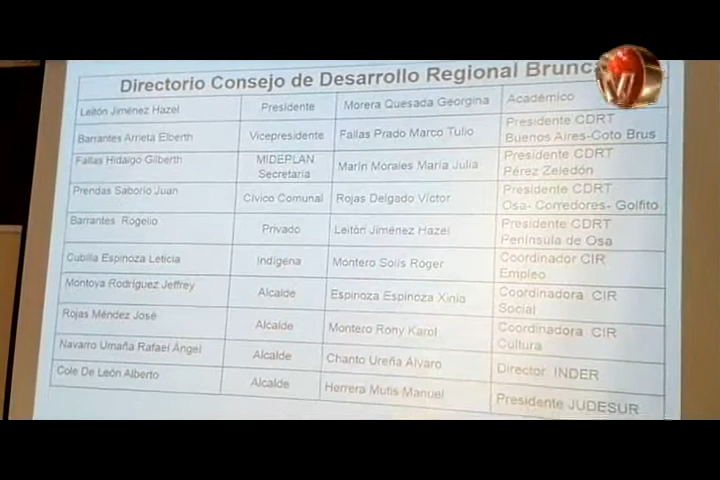 Directorio Consejo de Desarrollo Regional Brunca
Leitón Jiménez Hazel Presidente Morera Quesada Georgina Académico
Barrantes Arrieta Elberth Vicepresidente Fallas Prado Marco Tulio Presidente CDRT
Buenos Aires-Coto Brus
Fallas Hidalgo Gilberth MIDEPLAN Secretaría Marín Morales María Julia Presidente CDRT
Pérez Zeledón
Prendas Saborío Juan Cívico Comunal Rojas Delgado Víctor Presidente CDRT
Osa- Corredores- Golfito
Barrantes Rogelio Privado Leitón Jiménez Hazel Presidente CDRT
Península de Osa
Cubilla Espinoza Leticia Indígena Montero Solís Roger Coordinador CIR
Empleo
Montoya Rodríguez Jeffrey Alcalde Espinoza Espinoza Xinia Coordinadora CIR
Social
Rojas Méndez José Alcalde Montero Rony Karol Coordinadora CIR
Cultura
Navarro Umaña Rafael Ángel Alcalde Chanto Ureña Álvaro Director INDER
Cole De León Alberto Alcalde Herrera Mutis Manuel Presidente JUDESUR